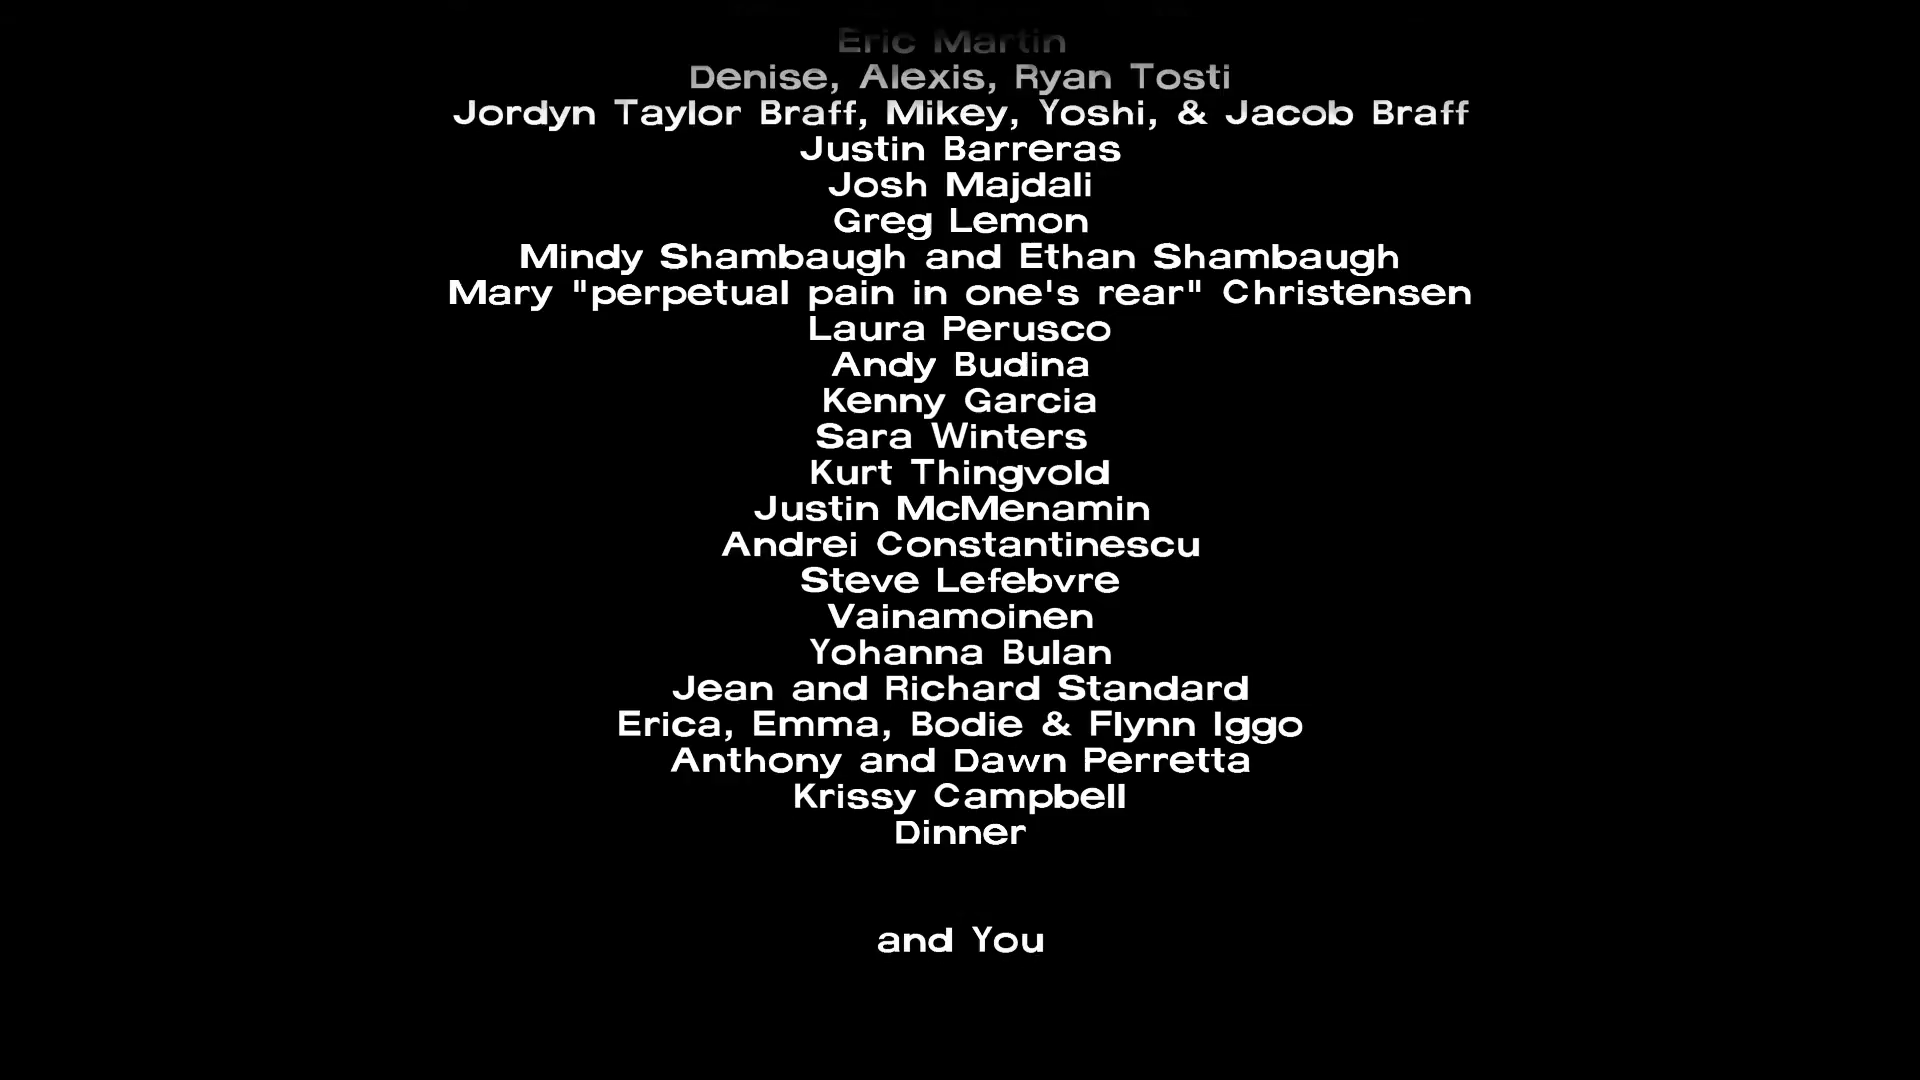 Eric Martin
Denise, Alexis, Ryan Tosti
Jordyn Taylor Braff, Mikey, Yoshi, & Jacob Braff
Justin Barreras
Josh Majdali
Greg Lemon
Mindy Shambaugh and Ethan Shambaugh
Mary "perpetual pain in one's rear" Christensen
Laura Perusco
Andy Budina
Kenny Garcia
Sara Winters
Kurt Thingvold
Justin McMenamin
Andrei Constantinescu
Steve Lefebvre
Vainamoinen
Yohanna Bulan
Jean and Richard Standard
Erica, Emma, Bodie & Flynn Iggo
Anthony and Dawn Perretta
Krissy Campbell
Dinner
and You